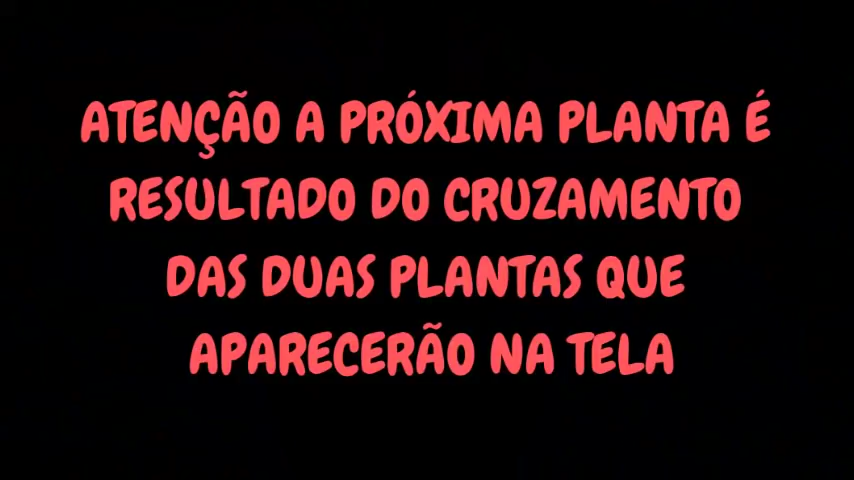 ATENÇÃO A PRÓXIMA PLANTA É
RESULTADO DO CRUZAMENTO
DAS DUAS PLANTAS QUE
APARECERÃO NA TELA